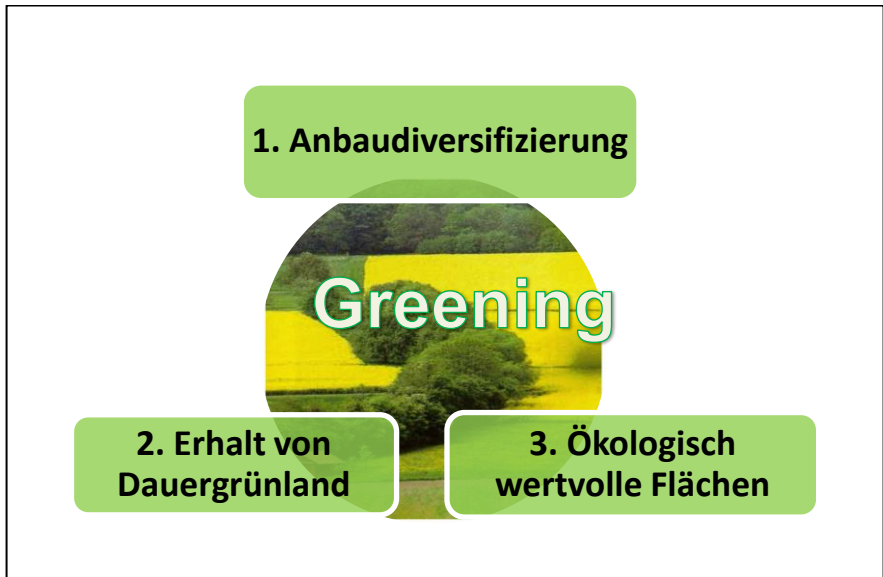 1. Anbaudiversifizierung
Greening
2. Erhalt von
Dauergrünland
3. Ökologisch
wertvolle Flächen